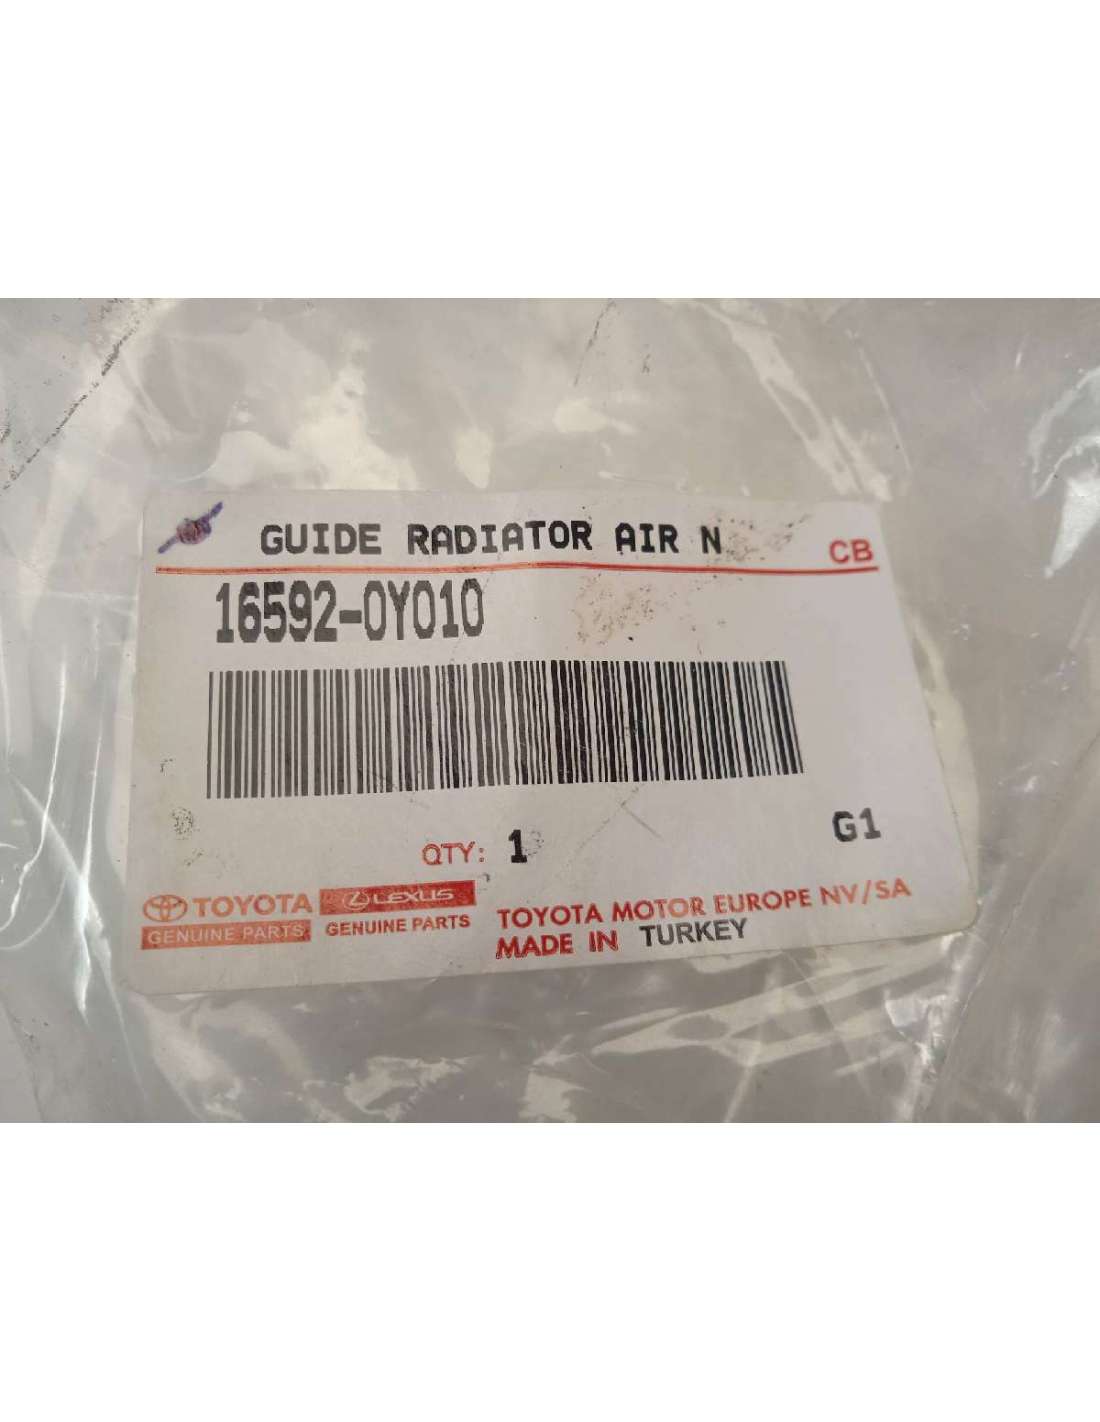 GUIDE RADIATOR AIR N
CB
16592-0Y010
QTY: 1
G1
TOYOTA
GENUINE PARTS
LEXUS
GENUINE PARTS
TOYOTA MOTOR EUROPE NV/SA
MADE IN TURKEY